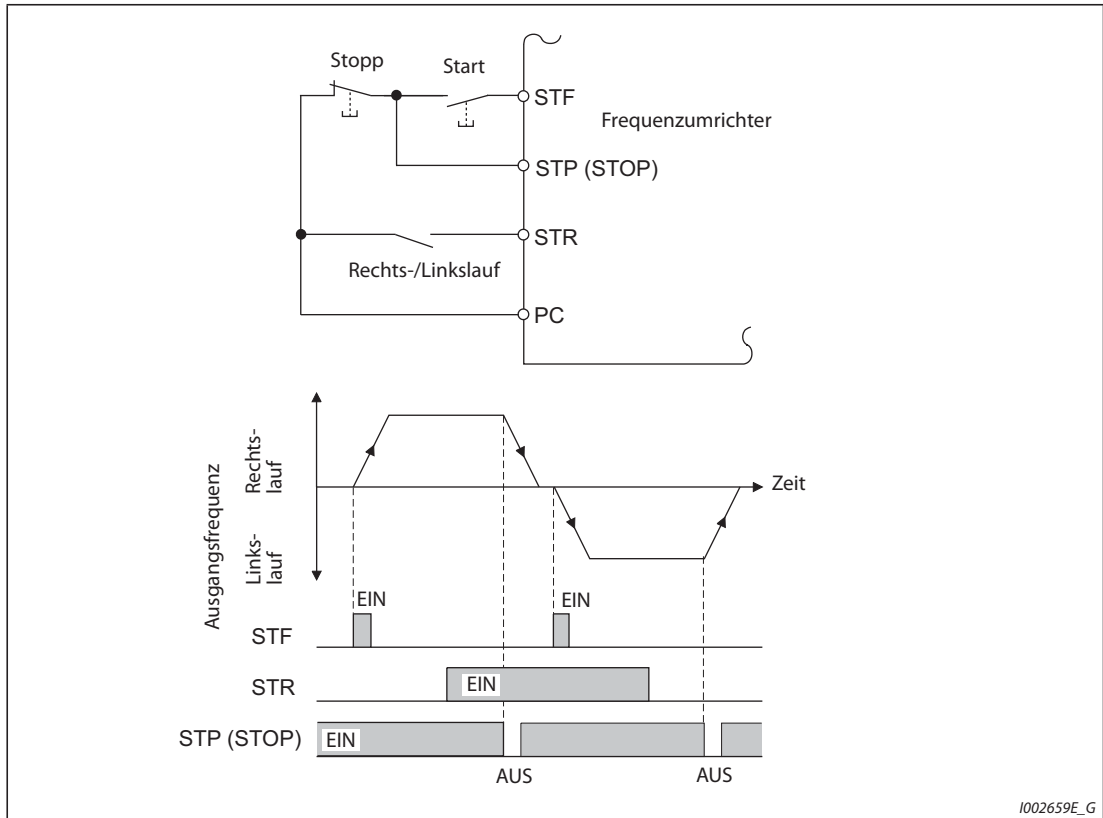 Stopp
Start
STF
Frequenzumrichter
STP (STOP)
STR
Rechts-/Linkslauf
PC
Ausgangsfrequenz
Rechts-
lauf
Links-
lauf
Zeit
EIN
EIN
STF
STR
EIN
STP (STOP)
EIN
AUS
AUS
I002659E_G